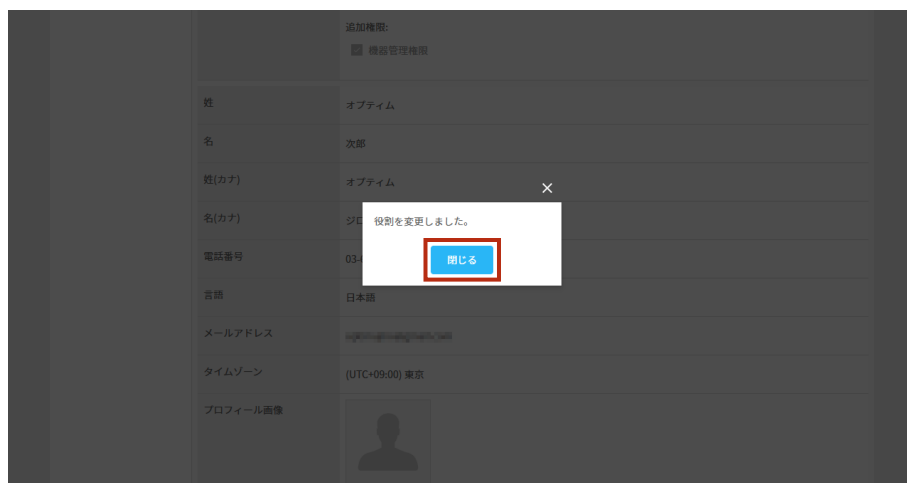 追加権限:
機器管理権限
姓
オプティム
名
次郎
姓(カナ)
オプティム
名(カナ)
役割を変更しました。
電話番号
03-
閉じる
言語
日本語
メールアドレス
タイムゾーン
(UTC+09:00) 東京
プロフィール画像